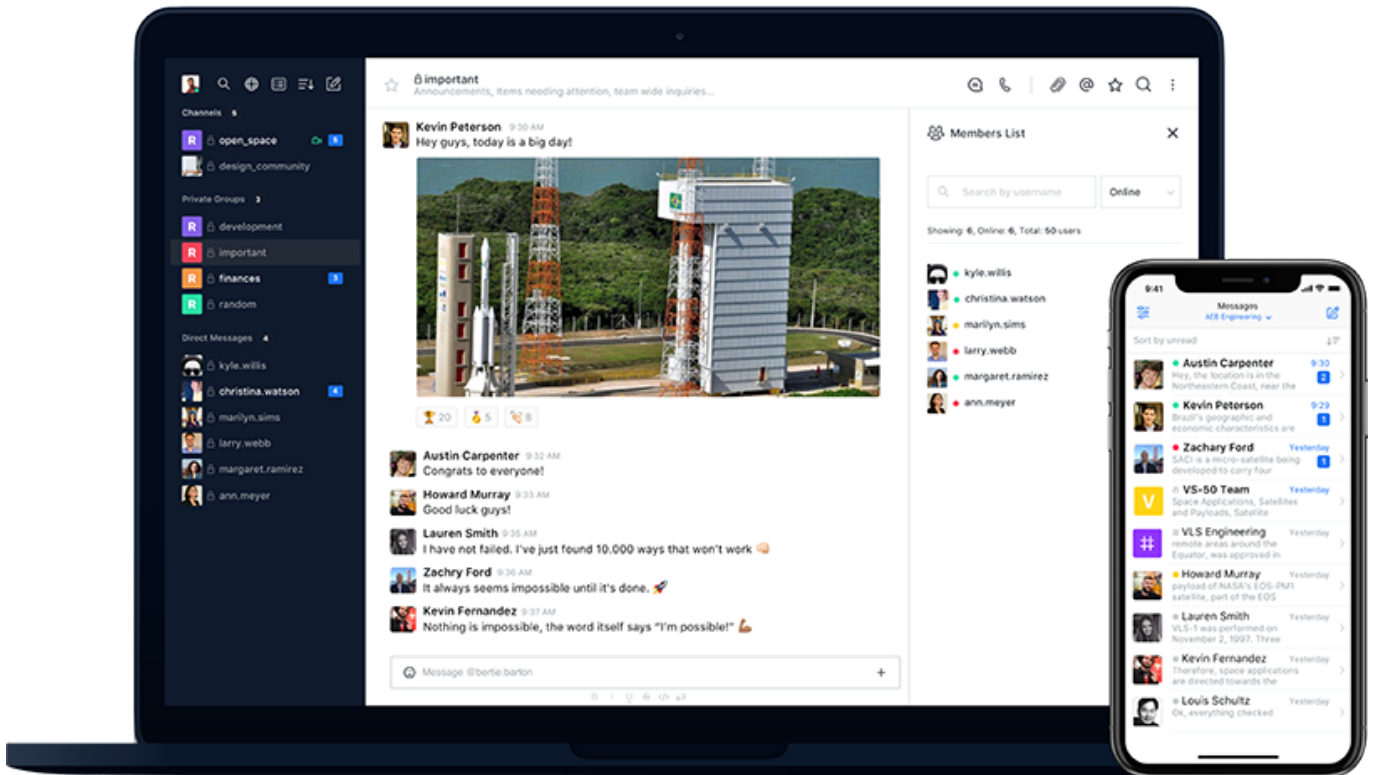 Channels 5
R open_space 6
design_community
Private Groups 3
R development
R important
R finances 3
R random
Direct Messages 4
kyle.willis
christina.watson 4
marilyn.sims
larry.webb
margaret.ramirez
ann.meyer
important
Announcements, Items needing attention, team wide inquiries...
Kevin Peterson 9:30 AM
Hey guys, today is a big day!
20 5 8
Austin Carpenter 9:32 AM
Congrats to everyone!
Howard Murray 9:33 AM
Good luck guys!
Lauren Smith 9:35 AM
I have not failed. I've just found 10.000 ways that won't work
Zachry Ford 9:36 AM
It always seems impossible until it's done.
Kevin Fernandez 9:37 AM
Nothing is impossible, the word itself says "I'm possible!"
Message @bertie.barton
Members List
Search by username
Online
Showing: 6, Online: 6, Total: 50 users
kyle.willis
christina.watson
marilyn.sims
larry.webb
margaret.ramirez
ann.meyer
9:41
Messages
AEB Engineering
Sort by unread
Austin Carpenter 9:30
Hey, the location is in the 2
Northeastern Coast, near the
Kevin Peterson 9:29
Brazil's geographic and 1
economic characteristics are
Zachary Ford Yesterday
SACI is a micro-satellite being 1
developed to carry four
V VS-50 Team Yesterday
Space Applications, Satellites
and Payloads, Satellite
# VLS Engineering Yesterday
remote areas around the
Equator, was approved in
Howard Murray Yesterday
payload of NASA's EOS-PM1
satellite, part of the EOS
Lauren Smith Yesterday
VLS-1 was performed on
November 2, 1997. Three
Kevin Fernandez Yesterday
Therefore, space applications
are directed towards the
Louis Schultz Yesterday
Ok, everything checked